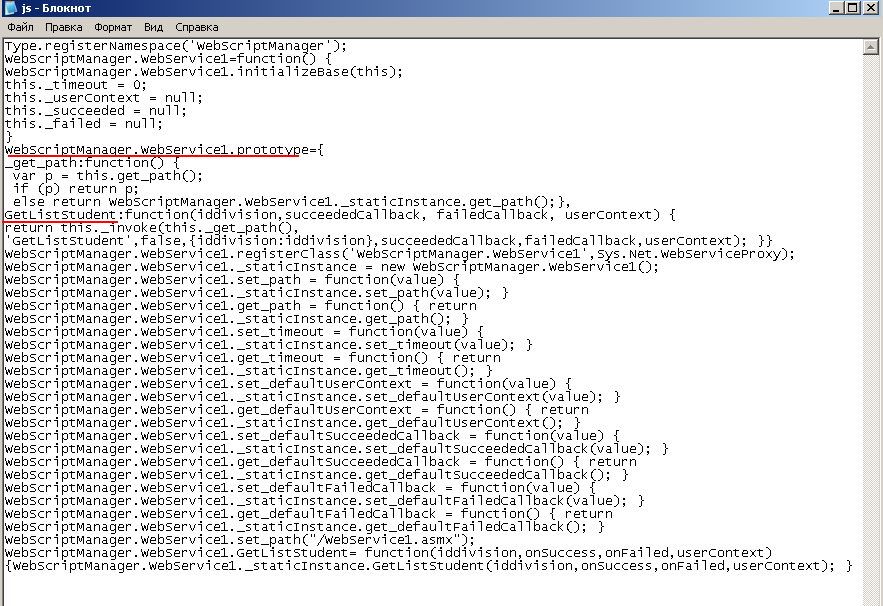 js - Блокнот
Файл Правка Формат Вид Справка
Type.registerNamespace('WebScriptManager');
WebScriptManager.WebService1=function() {
WebScriptManager.WebService1.initializeBase(this);
this._timeout = 0;
this._userContext = null;
this._succeeded = null;
this._failed = null;
}
WebScriptManager.WebService1.prototype={
_get_path:function() {
 var p = this.get_path();
 if (p) return p;
 else return WebScriptManager.WebService1._staticInstance.get_path();},
GetListStudent:function(iddivision,succeededCallback, failedCallback, userContext) {
return this._invoke(this._get_path(),
'GetListStudent',false,{iddivision:iddivision},succeededCallback,failedCallback,userContext); }}
WebScriptManager.WebService1.registerClass('WebScriptManager.WebService1',Sys.Net.WebServiceProxy);
WebScriptManager.WebService1._staticInstance = new WebScriptManager.WebService1();
WebScriptManager.WebService1.set_path = function(value) {
WebScriptManager.WebService1._staticInstance.set_path(value); }
WebScriptManager.WebService1.get_path = function() { return
WebScriptManager.WebService1._staticInstance.get_path(); }
WebScriptManager.WebService1.set_timeout = function(value) {
WebScriptManager.WebService1._staticInstance.set_timeout(value); }
WebScriptManager.WebService1.get_timeout = function() { return
WebScriptManager.WebService1._staticInstance.get_timeout(); }
WebScriptManager.WebService1.set_defaultUserContext = function(value) {
WebScriptManager.WebService1._staticInstance.set_defaultUserContext(value); }
WebScriptManager.WebService1.get_defaultUserContext = function() { return
WebScriptManager.WebService1._staticInstance.get_defaultUserContext(); }
WebScriptManager.WebService1.set_defaultSucceededCallback = function(value) {
WebScriptManager.WebService1._staticInstance.set_defaultSucceededCallback(value); }
WebScriptManager.WebService1.get_defaultSucceededCallback = function() { return
WebScriptManager.WebService1._staticInstance.get_defaultSucceededCallback(); }
WebScriptManager.WebService1.set_defaultFailedCallback = function(value) {
WebScriptManager.WebService1._staticInstance.set_defaultFailedCallback(value); }
WebScriptManager.WebService1.get_defaultFailedCallback = function() { return
WebScriptManager.WebService1._staticInstance.get_defaultFailedCallback(); }
WebScriptManager.WebService1.set_path("/WebService1.asmx");
WebScriptManager.WebService1.GetListStudent= function(iddivision,onSuccess,onFailed,userContext)
{WebScriptManager.WebService1._staticInstance.GetListStudent(iddivision,onSuccess,onFailed,userContext); }